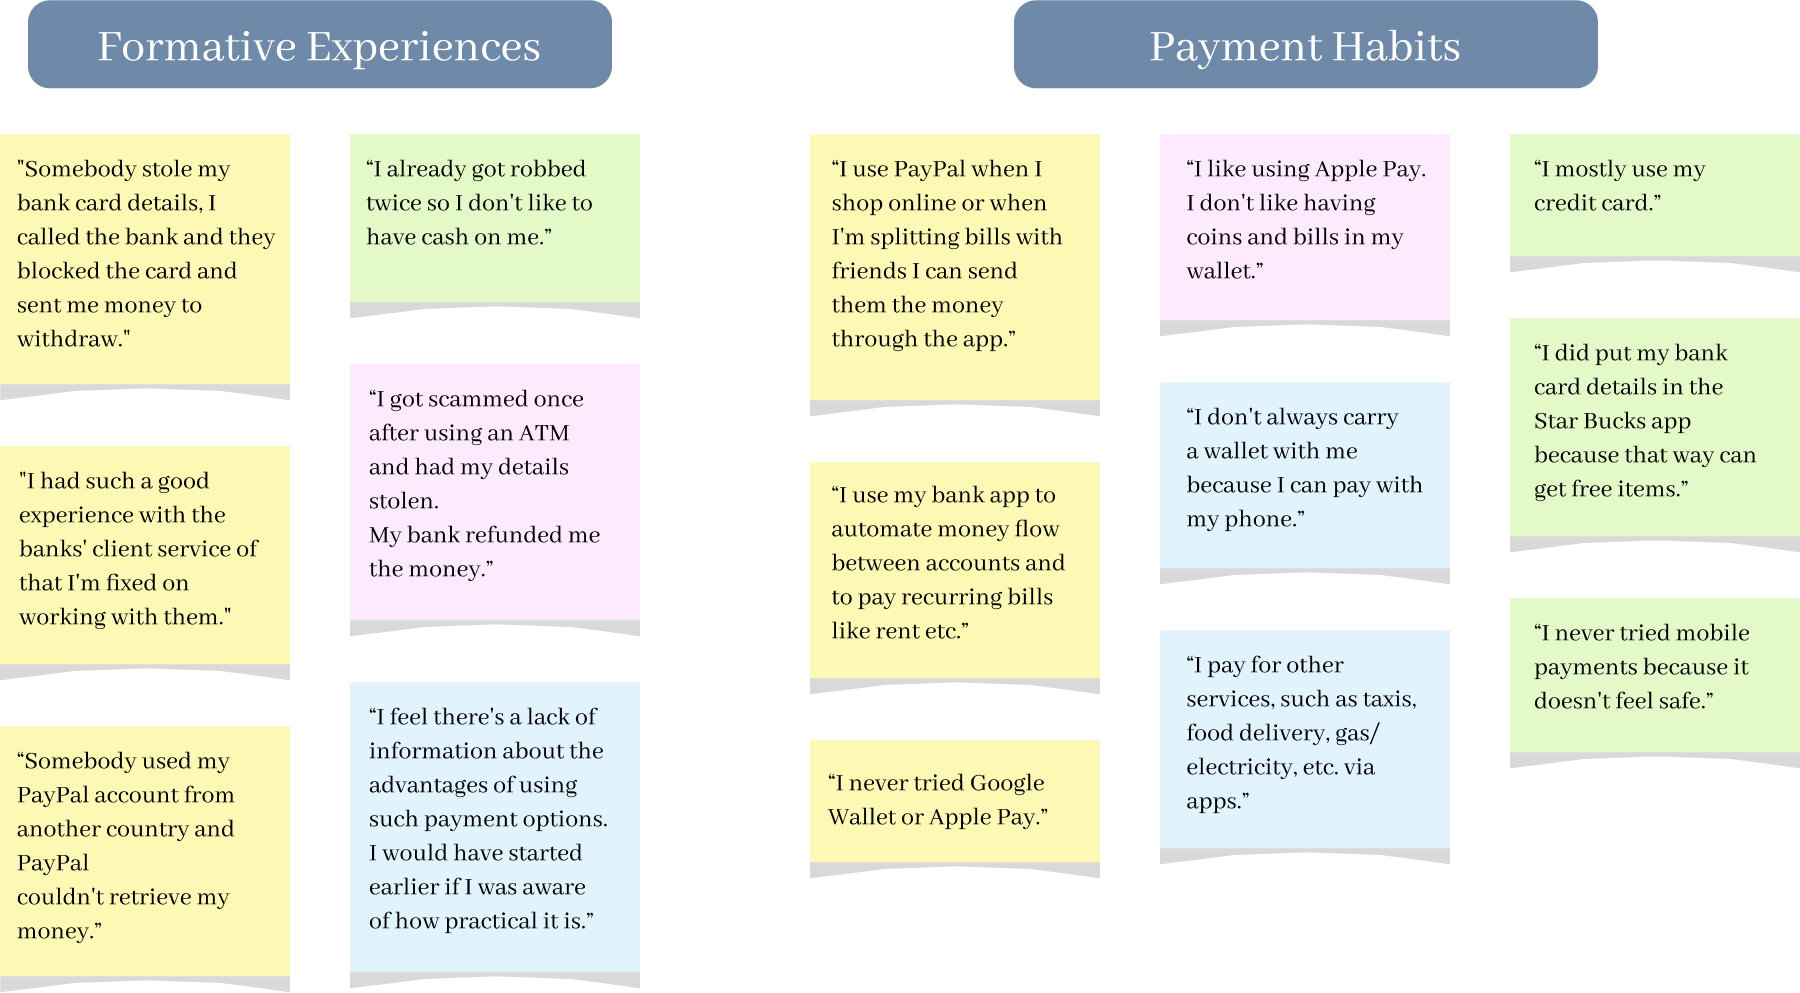 Formative Experiences
"Somebody stole my
bank card details, I
called the bank and they
blocked the card and
sent me money to
withdraw."
"I had such a good
experience with the
banks' client service of
that I'm fixed on
working with them."
“Somebody used my
PayPal account from
another country and
PayPal
couldn't retrieve my
money.”
“I already got robbed
twice so I don't like to
have cash on me.”
“I got scammed once
after using an ATM
and had my details
stolen.
My bank refunded me
the money.”
“I feel there's a lack of
information about the
advantages of using
such payment options.
I would have started
earlier if I was aware
of how practical it is.”
Payment Habits
“I use PayPal when I
shop online or when
I'm splitting bills with
friends I can send
them the money
through the app.”
“I use my bank app to
automate money flow
between accounts and
to pay recurring bills
like rent etc.”
“I never tried Google
Wallet or Apple Pay.”
“I like using Apple Pay.
I don't like having
coins and bills in my
wallet.”
“I don't always carry
a wallet with me
because I can pay with
my phone.”
“I pay for other
services, such as taxis,
food delivery, gas/
electricity, etc. via
apps.”
“I mostly use my
credit card.”
“I did put my bank
card details in the
Star Bucks app
because that way can
get free items.”
“I never tried mobile
payments because it
doesn't feel safe.”